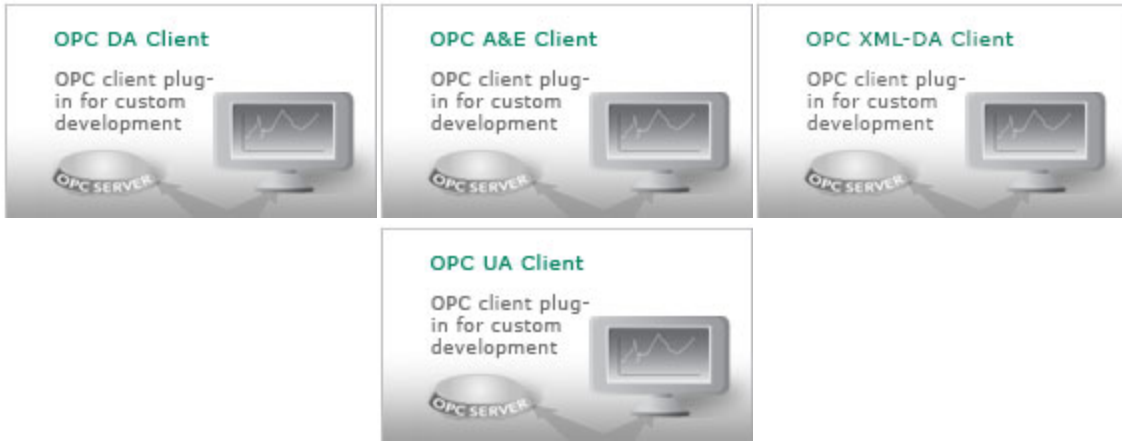 OPC DA Client
OPC client plug-
in for custom
development
OPC SERVER
OPC A&E Client
OPC client plug-
in for custom
development
OPC SERVER
OPC XML-DA Client
OPC client plug-
in for custom
development
OPC SERVER
OPC UA Client
OPC client plug-
in for custom
development
OPC SERVER